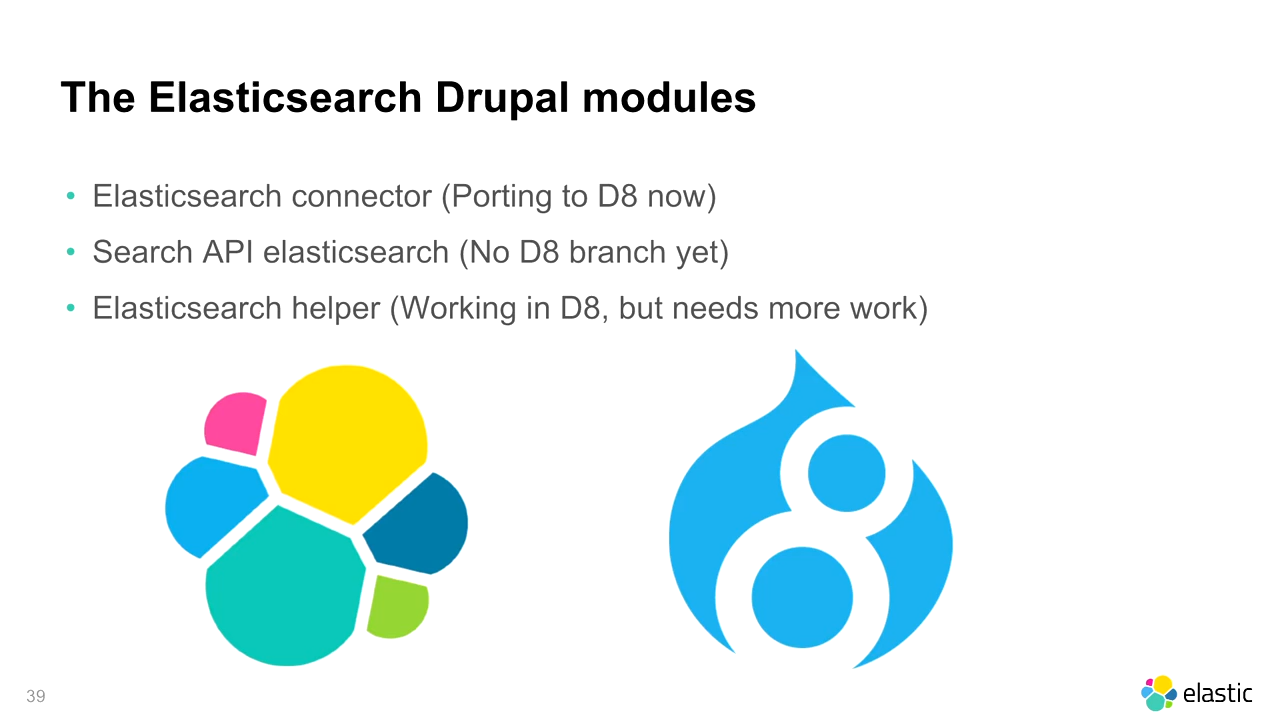 The Elasticsearch Drupal modules
• Elasticsearch connector (Porting to D8 now)
• Search API elasticsearch (No D8 branch yet)
• Elasticsearch helper (Working in D8, but needs more work)
8
39
elastic